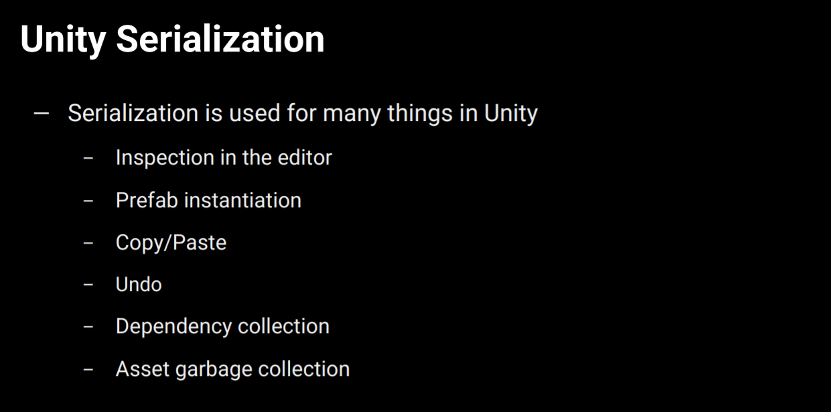 Unity Serialization
— Serialization is used for many things in Unity
– Inspection in the editor
– Prefab instantiation
– Copy/Paste
– Undo
– Dependency collection
– Asset garbage collection